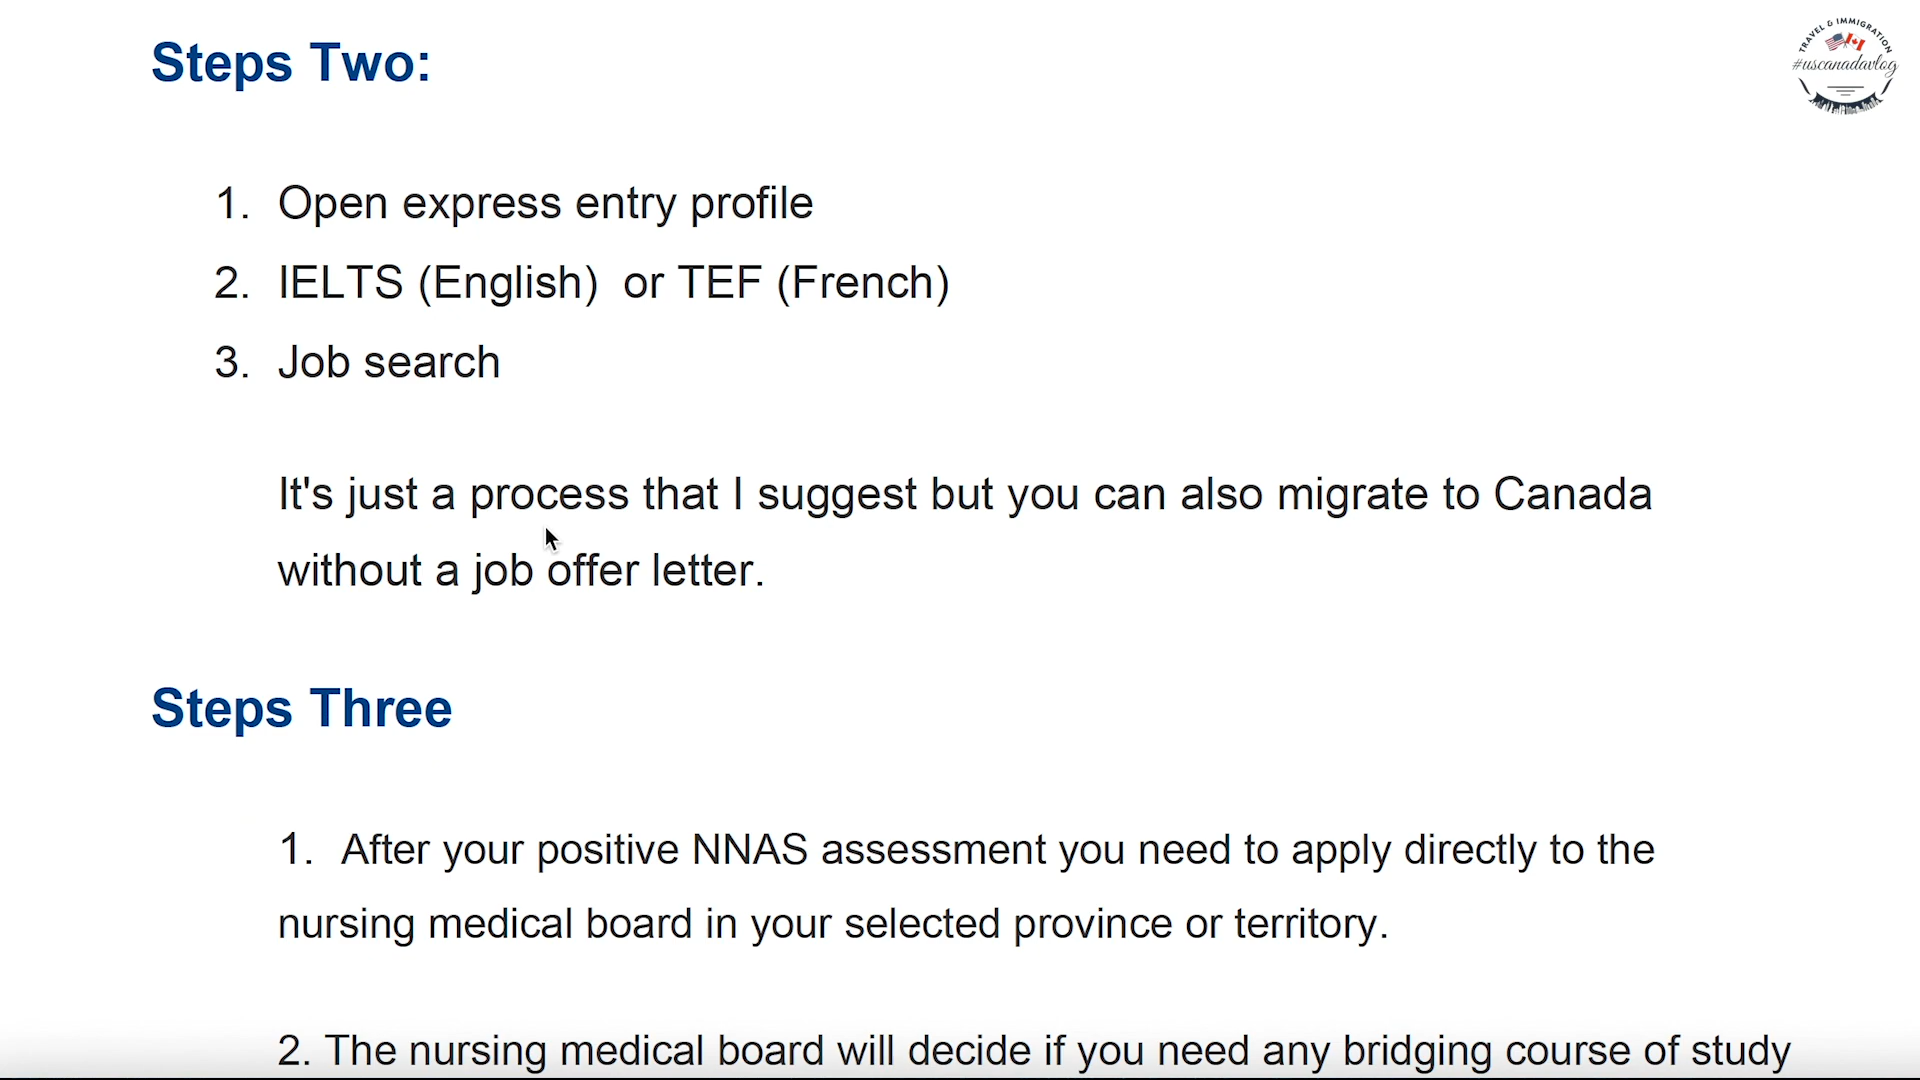 Steps Two:
TRAVEL & IMMIGRATION
#uscanadavlog
1. Open express entry profile
2. IELTS (English) or TEF (French)
3. Job search
It's just a process that I suggest but you can also migrate to Canada
without a job offer letter.
Steps Three
1. After your positive NNAS assessment you need to apply directly to the
nursing medical board in your selected province or territory.
2. The nursing medical board will decide if you need any bridging course of study